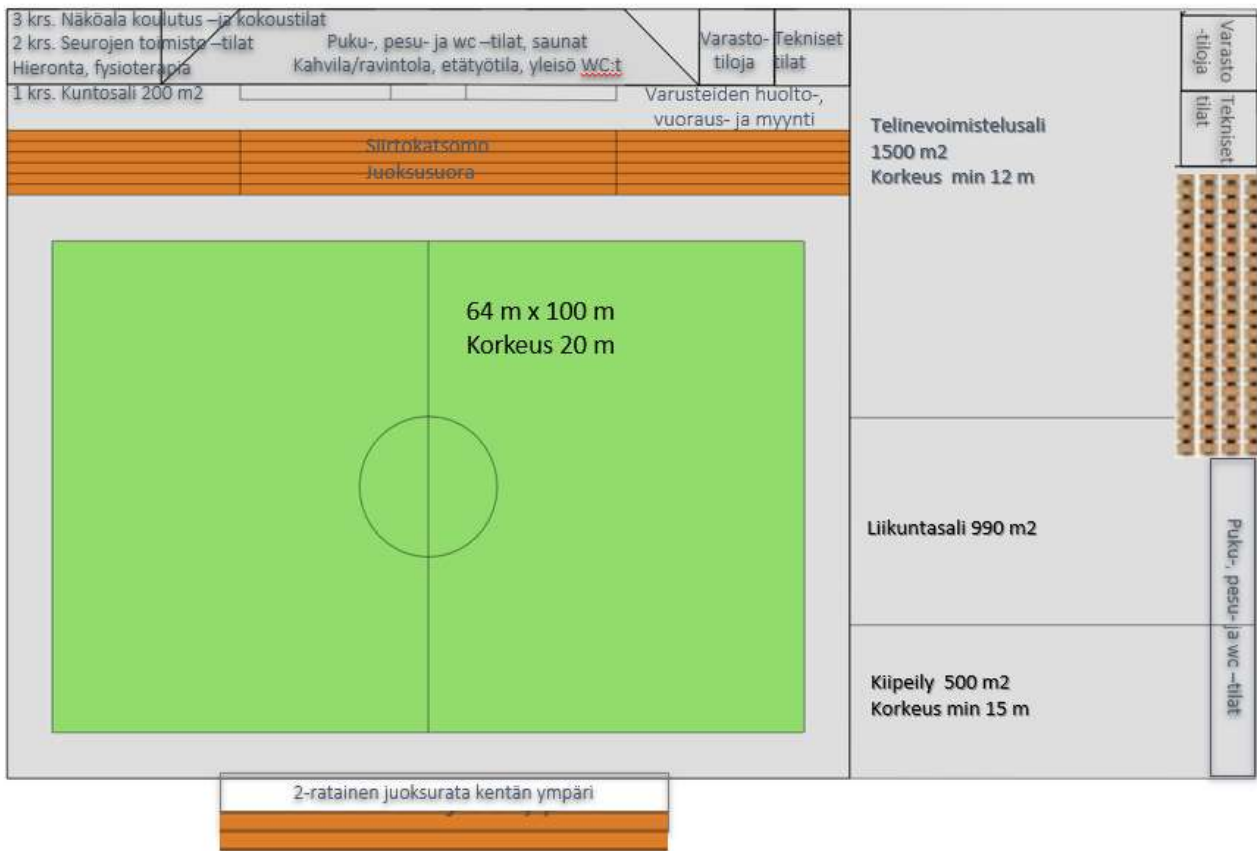 3 krs. Näköala koulutus –ja kokoustilat
2 krs. Seurojen toimisto –tilat
Hieronta, fysioterapia
1 krs. Kuntosali 200 m2
Puku-, pesu- ja wc –tilat, saunat
Kahvila/ravintola, etätyötila, yleisö WC:t
Varasto-
tiloja
Tekniset
tilat
Varusteiden huolto-,
vuoraus- ja myynti
Siirtokatsomo
Juoksusuora
64 m x 100 m
Korkeus 20 m
Telinevoimistelusali
1500 m2
Korkeus min 12 m
Varasto
-tiloja
Tekniset
tilat
Liikuntasali 990 m2
Puku-, pesu- ja wc –tilat
Kiipeily 500 m2
Korkeus min 15 m
2-ratainen juoksurata kentän ympäri